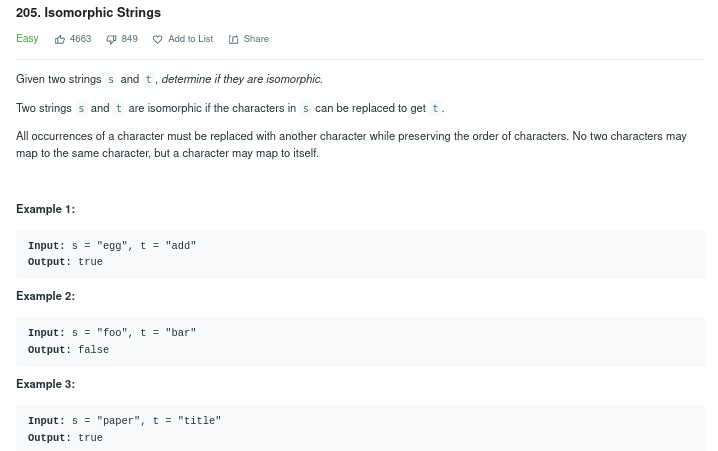 205. Isomorphic Strings
Easy 4663 849 Add to List Share
Given two strings s and t, determine if they are isomorphic.
Two strings s and t are isomorphic if the characters in s can be replaced to get t.
All occurrences of a character must be replaced with another character while preserving the order of characters. No two characters may
map to the same character, but a character may map to itself.
Example 1:
Input: s = "egg", t = "add"
Output: true
Example 2:
Input: s = "foo", t = "bar"
Output: false
Example 3:
Input: s = "paper", t = "title"
Output: true